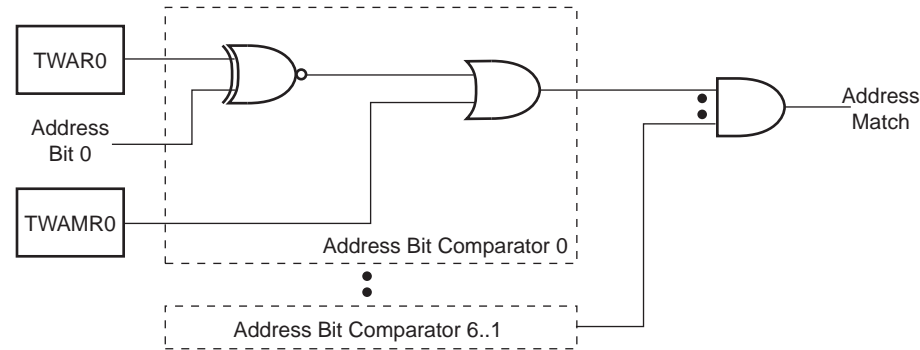 TWAR0
Address
Bit 0
TWAMR0
Address Bit Comparator 0
Address Bit Comparator 6..1
Address
Match